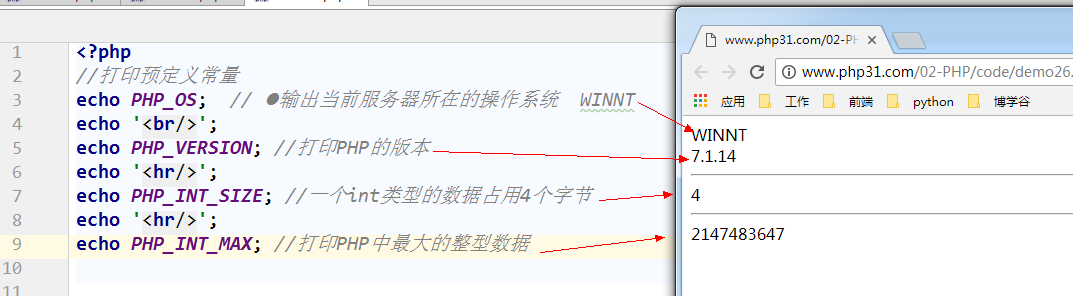 1 <?php
2 //打印预定义常量
3 echo PHP_OS;  // ●输出当前服务器所在的操作系统  WINNT
4 echo '<br/>';
5 echo PHP_VERSION; //打印PHP的版本
6 echo '<hr/>';
7 echo PHP_INT_SIZE; //一个int类型的数据占用4个字节
8 echo '<hr/>';
9 echo PHP_INT_MAX; //打印PHP中最大的整型数据
10
11
www.php31.com/02-PH
www.php31.com/02-PHP/code/demo26.
应用 工作 前端 python 博学谷
WINNT
7.1.14
4
2147483647